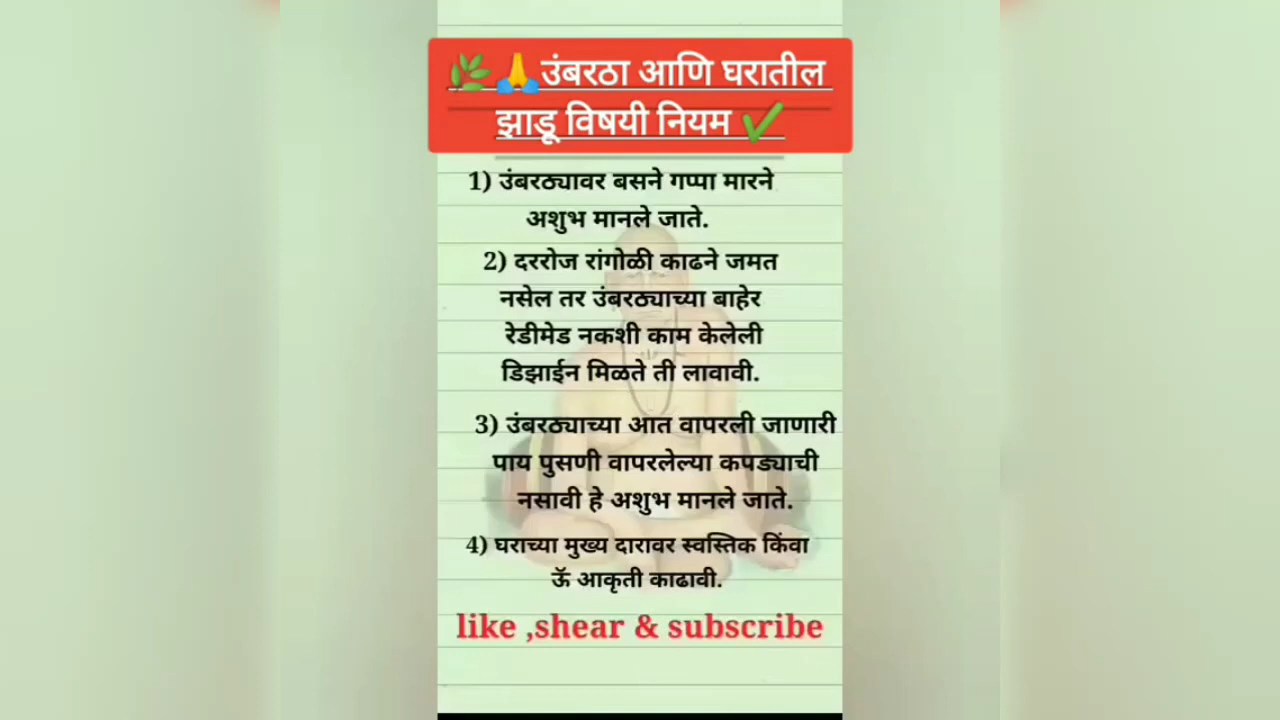 🌿🙏उंबरठा आणि घरातील
झाडू विषयी नियम ✔
1) उंबरठ्यावर बसने गप्पा मारने
अशुभ मानले जाते.
2) दररोज रांगोळी काढने जमत
नसेल तर उंबरठ्याच्या बाहेर
रेडीमेड नकशी काम केलेली
डिझाईन मिळते ती लावावी.
3) उंबरठ्याच्या आत वापरली जाणारी
पाय पुसणी वापरलेल्या कपड्याची
नसावी हे अशुभ मानले जाते.
4) घराच्या मुख्य दारावर स्वस्तिक किंवा
ऊॅ आकृती काढावी.
like ,shear & subscribe